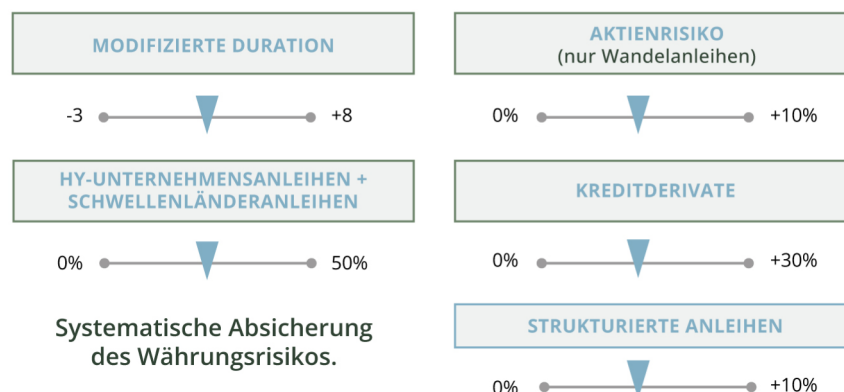 MODIFIZIERTE DURATION
-3
+8
HY-UNTERNEHMENSANLEIHEN +
SCHWELLENLÄNDERANLEIHEN
0%
50%
Systematische Absicherung
des Währungsrisikos.
AKTIENRISIKO
(nur Wandelanleihen)
0%
+10%
KREDITDERIVATE
0%
+30%
STRUKTURIERTE ANLEIHEN
0%
+10%